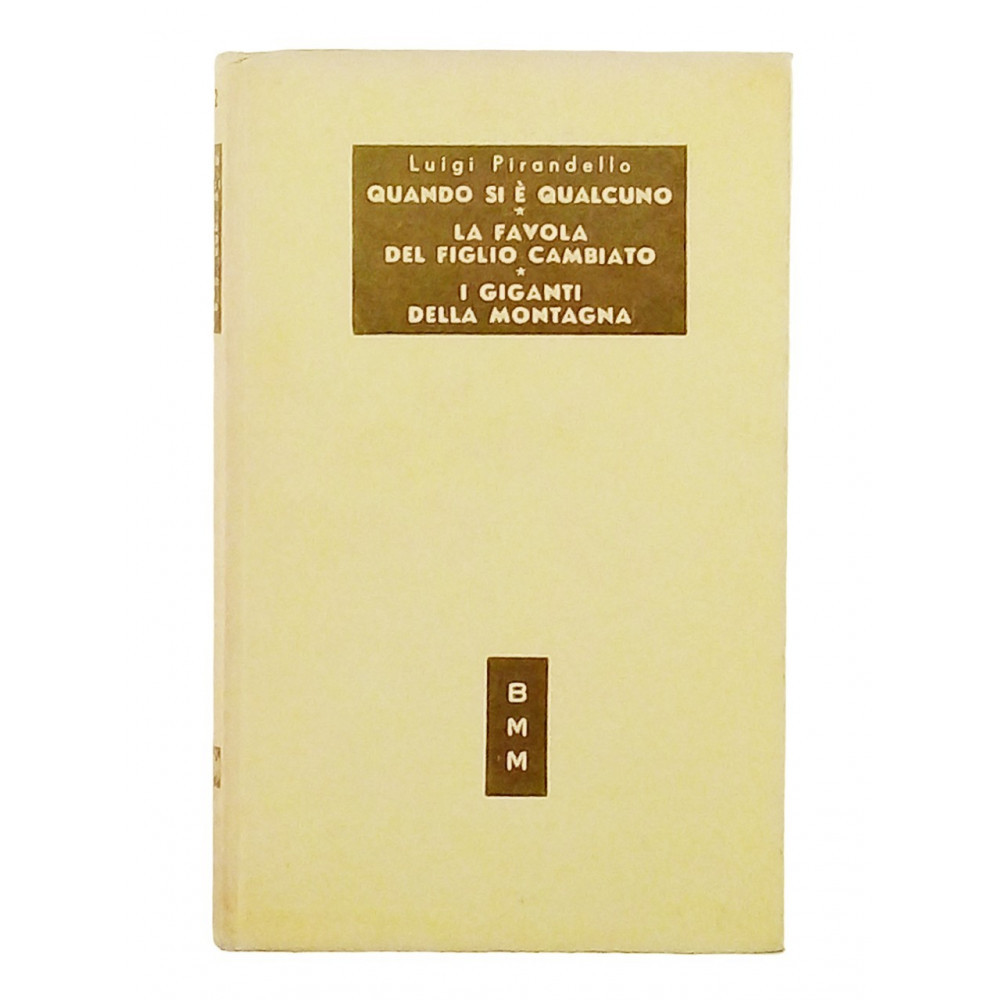 Luigi Pirandello
QUANDO SI È QUALCUNO
*
LA FAVOLA
DEL FIGLIO CAMBIATO
*
I GIGANTI
DELLA MONTAGNA
B
M
M